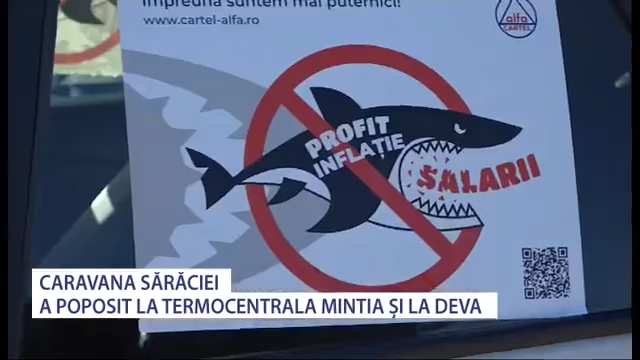 Împreună suntem mai puternici!
www.cartel-alfa.ro
alfa
CARTEL
PROFIT
INFLAȚIE
SALARII
CARAVANA SĂRĂCIEI
A POPOSIT LA TERMOCENTRALA MINTIA ȘI LA DEVA